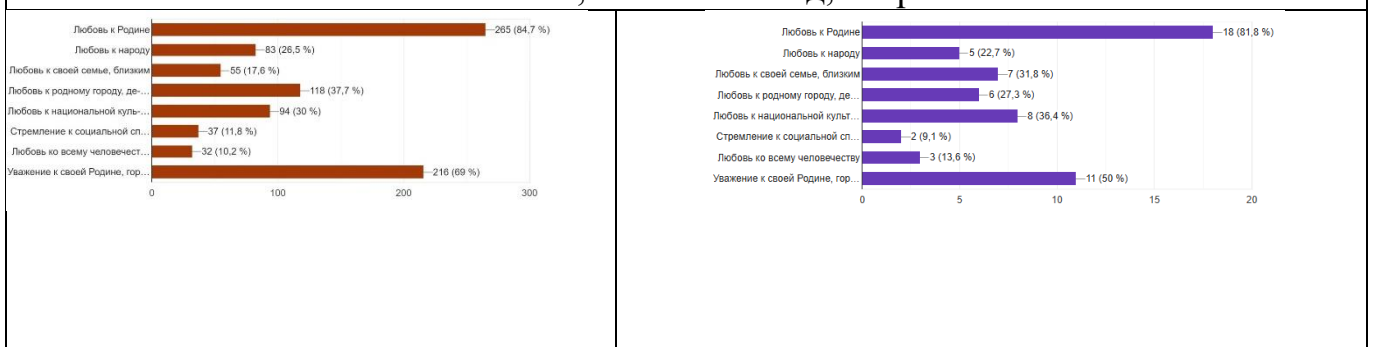 Любовь к Родине
265 (84,7 %)
Любовь к народу
83 (26,5 %)
Любовь к своей семье, близким
55 (17,6 %)
Любовь к родному городу, де-...
118 (37,7 %)
Любовь к национальной куль-...
94 (30 %)
Стремление к социальной сп...
37 (11,8 %)
Любовь ко всему человечест...
32 (10,2 %)
Уважение к своей Родине, гор...
216 (69 %)
0 100 200 300
Любовь к Родине
18 (81,8 %)
Любовь к народу
5 (22,7 %)
Любовь к своей семье, близким
7 (31,8 %)
Любовь к родному городу, де...
6 (27,3 %)
Любовь к национальной культ...
8 (36,4 %)
Стремление к социальной сп...
2 (9,1 %)
Любовь ко всему человечеству
3 (13,6 %)
Уважение к своей Родине, гор...
11 (50 %)
0 5 10 15 20